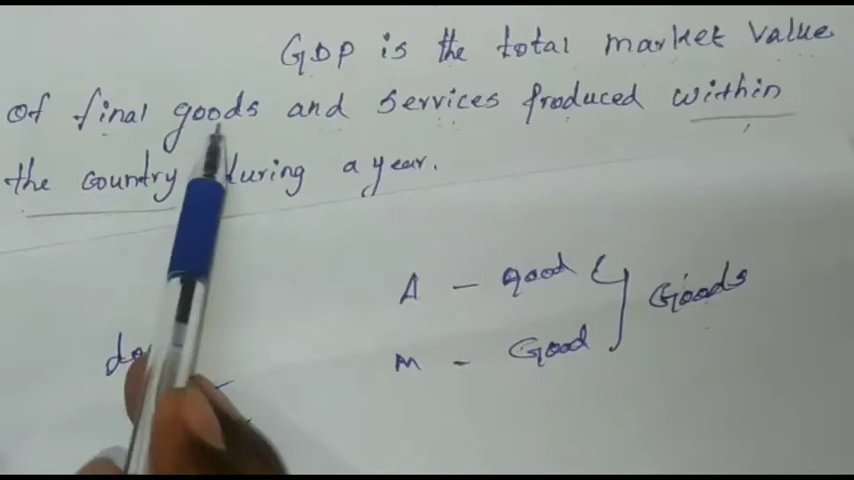 GDP is the total market value
of final goods and services produced within
the country during a year.
A - good } Goods
M - Good